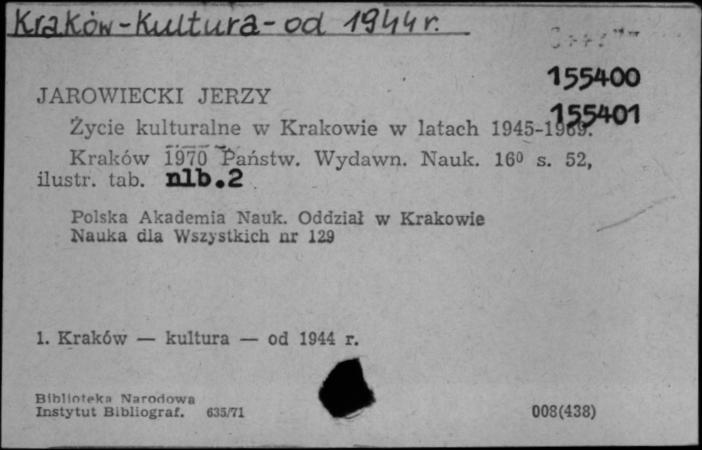 Kraków-kultura-od 1944 r.
155400
JAROWIECKI JERZY
155401
Życie kulturalne w Krakowie w latach 1945-1969.
Kraków 1970 Państw. Wydawn. Nauk. 16⁰ s. 52,
ilustr. tab. nlb.2
Polska Akademia Nauk. Oddział w Krakowie
Nauka dla Wszystkich nr 129
1. Kraków — kultura — od 1944 r.
Biblioteka Narodowa
Instytut Bibliograf. 635/71 008(438)